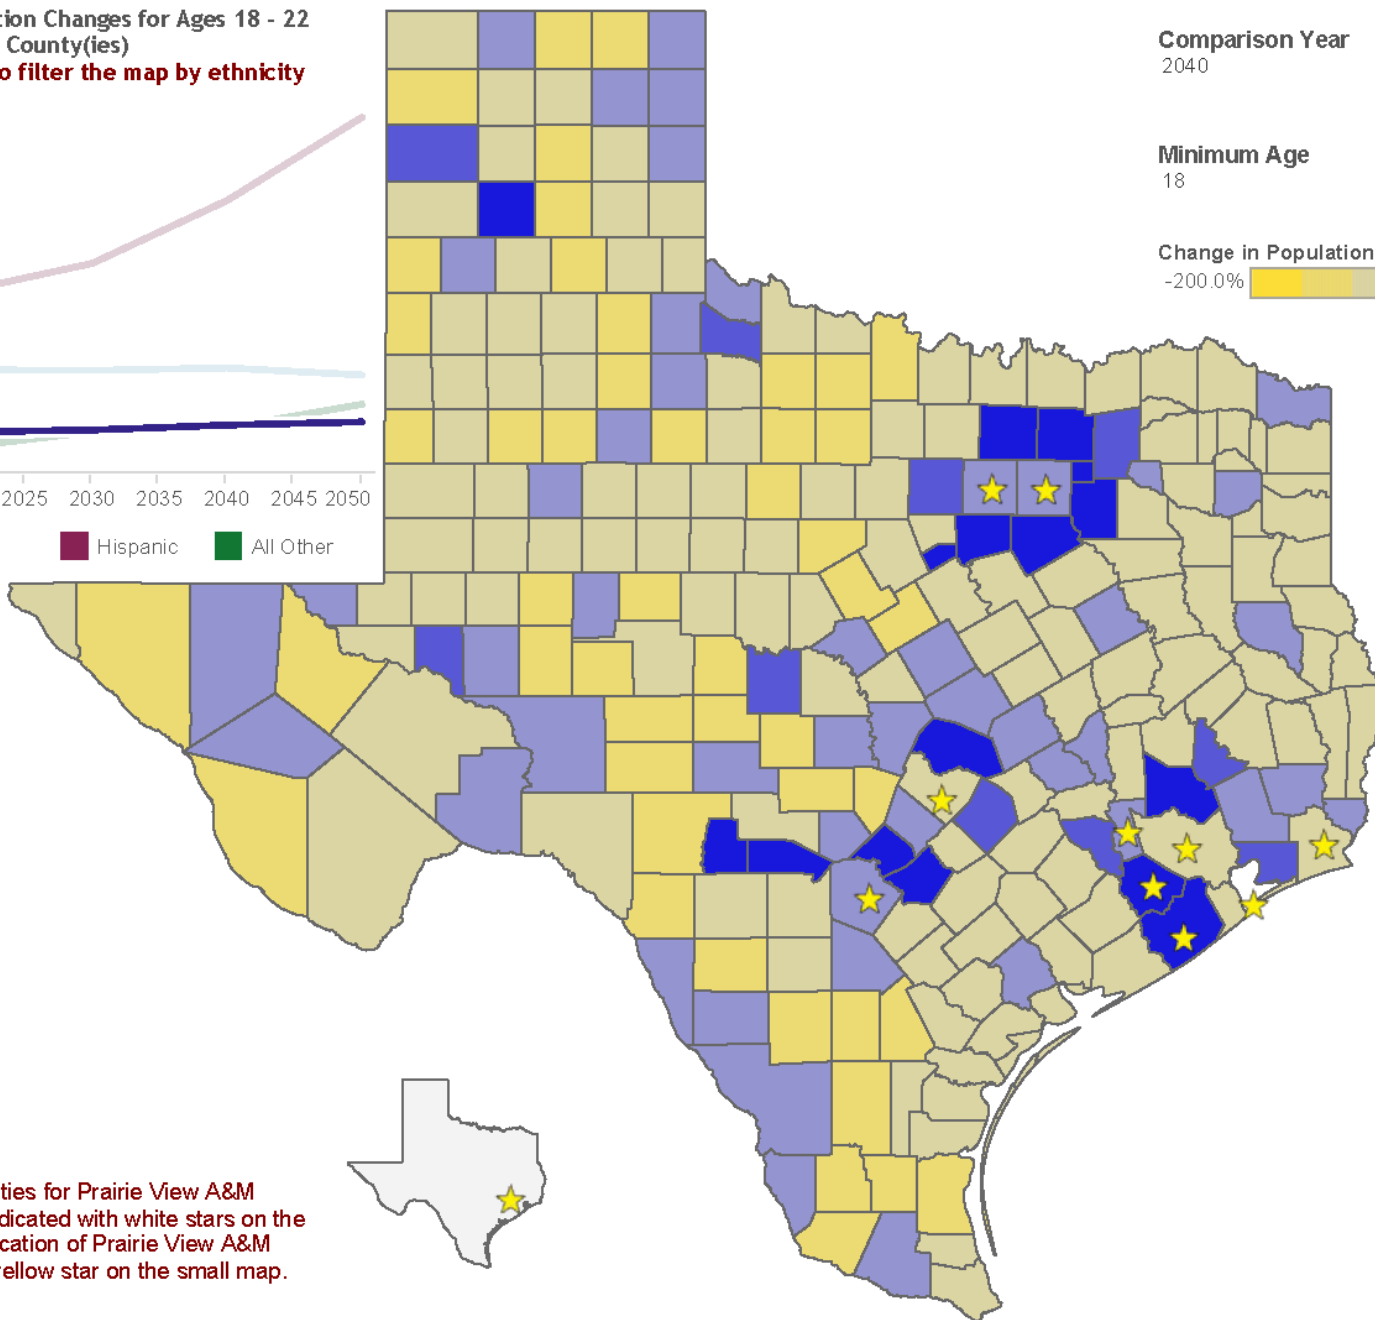 tion Changes for Ages 18 - 22
County(ies)
o filter the map by ethnicity
Comparison Year
2040
Minimum Age
18
Change in Population
-200.0%
2025 2030 2035 2040 2045 2050
Hispanic All Other
ties for Prairie View A&M
dicated with white stars on the
cation of Prairie View A&M
ellow star on the small map.